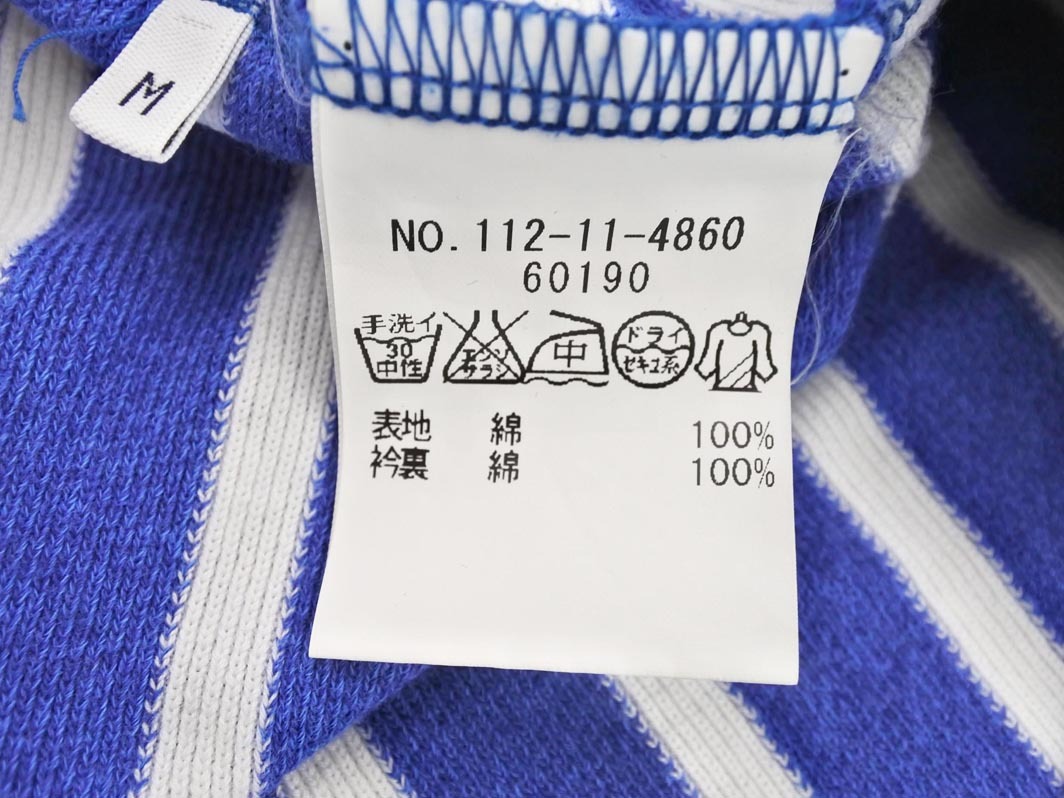 M
NO. 112-11-4860
60190
手洗イ
30
中性
エンソ
サラシ
中
ドライ
セキユ系
表地 綿 100%
衿裏 綿 100%